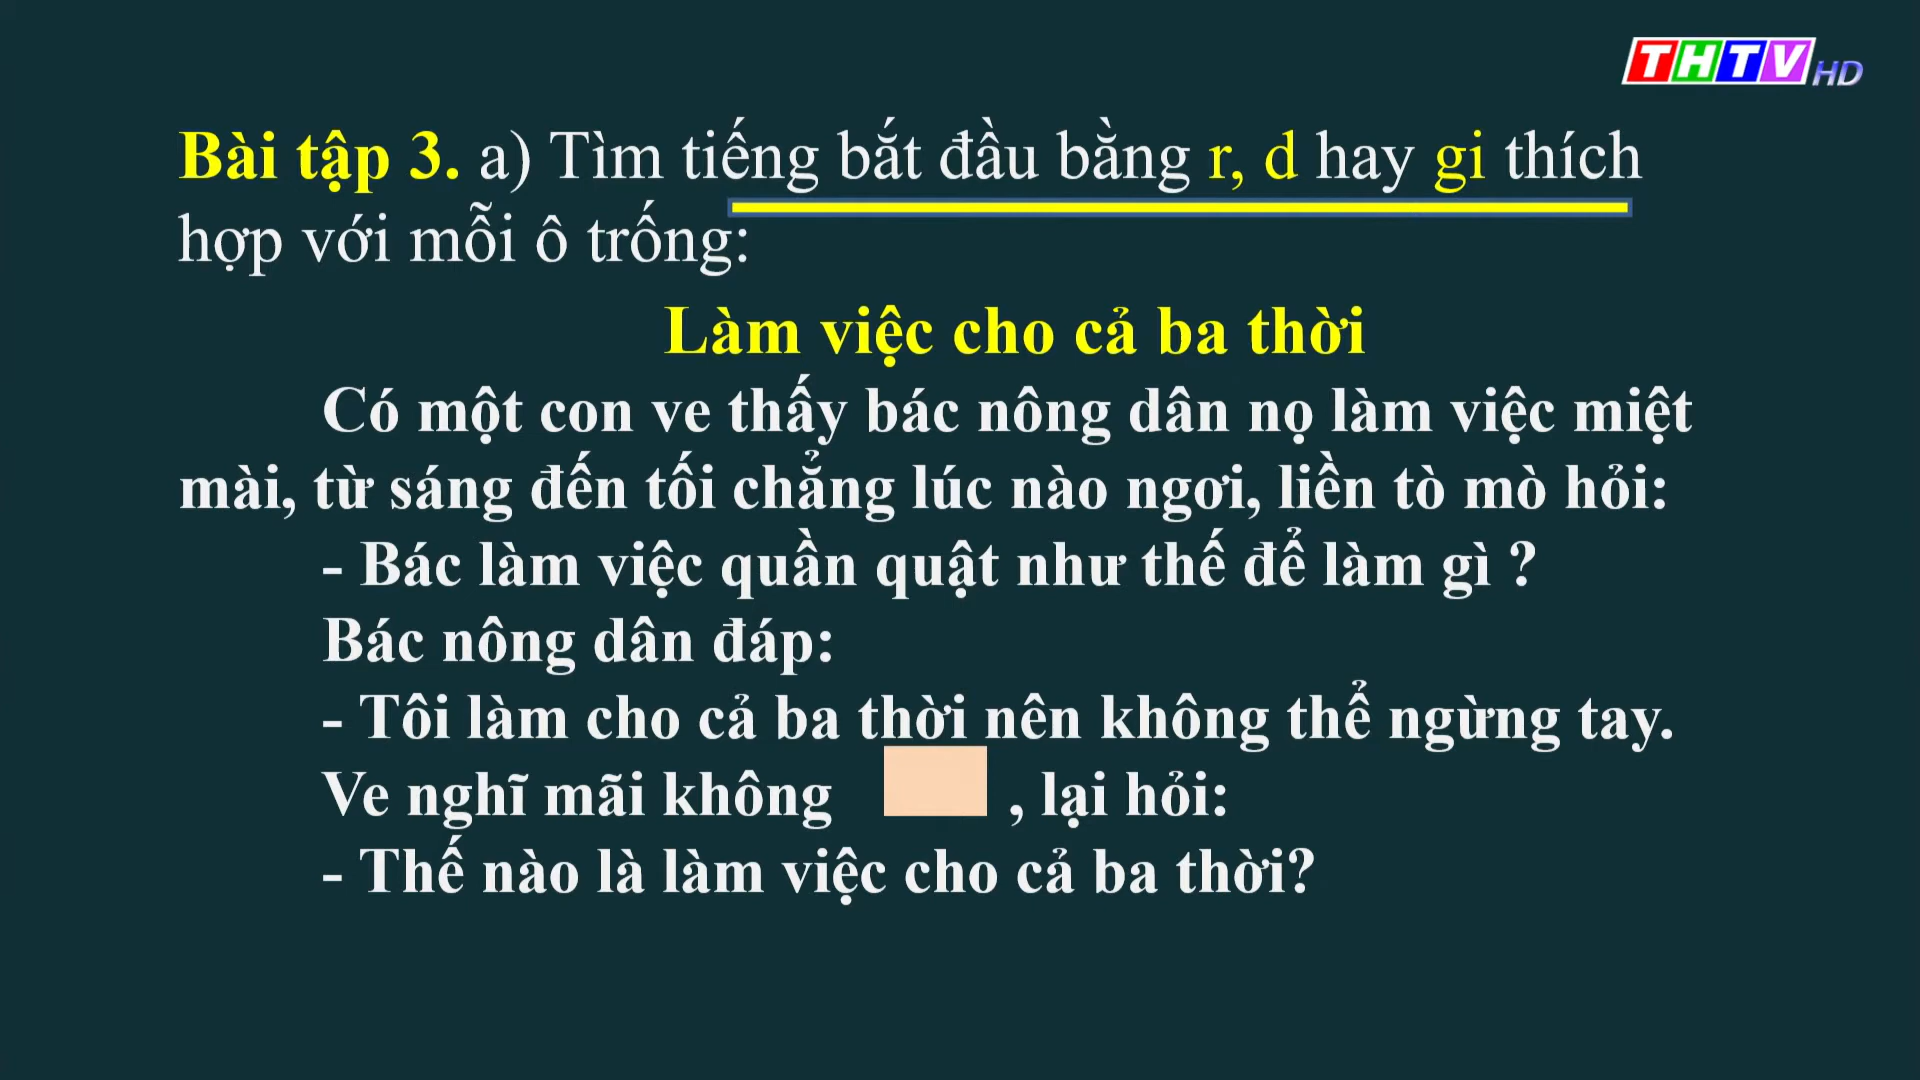 THTV HD
Bài tập 3. a) Tìm tiếng bắt đầu bằng r, d hay gi thích
hợp với mỗi ô trống:
Làm việc cho cả ba thời
Có một con ve thấy bác nông dân nọ làm việc miệt
mài, từ sáng đến tối chẳng lúc nào ngơi, liền tò mò hỏi:
- Bác làm việc quần quật như thế để làm gì ?
Bác nông dân đáp:
- Tôi làm cho cả ba thời nên không thể ngừng tay.
Ve nghĩ mãi không , lại hỏi:
- Thế nào là làm việc cho cả ba thời?